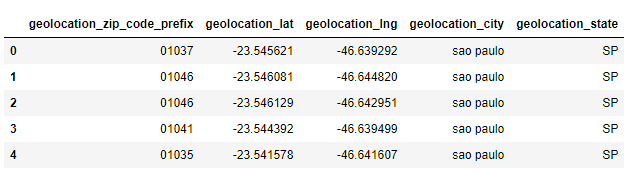 geolocation_zip_code_prefix geolocation_lat geolocation_lng geolocation_city geolocation_state
0 01037 -23.545621 -46.639292 sao paulo SP
1 01046 -23.546081 -46.644820 sao paulo SP
2 01046 -23.546129 -46.642951 sao paulo SP
3 01041 -23.544392 -46.639499 sao paulo SP
4 01035 -23.541578 -46.641607 sao paulo SP